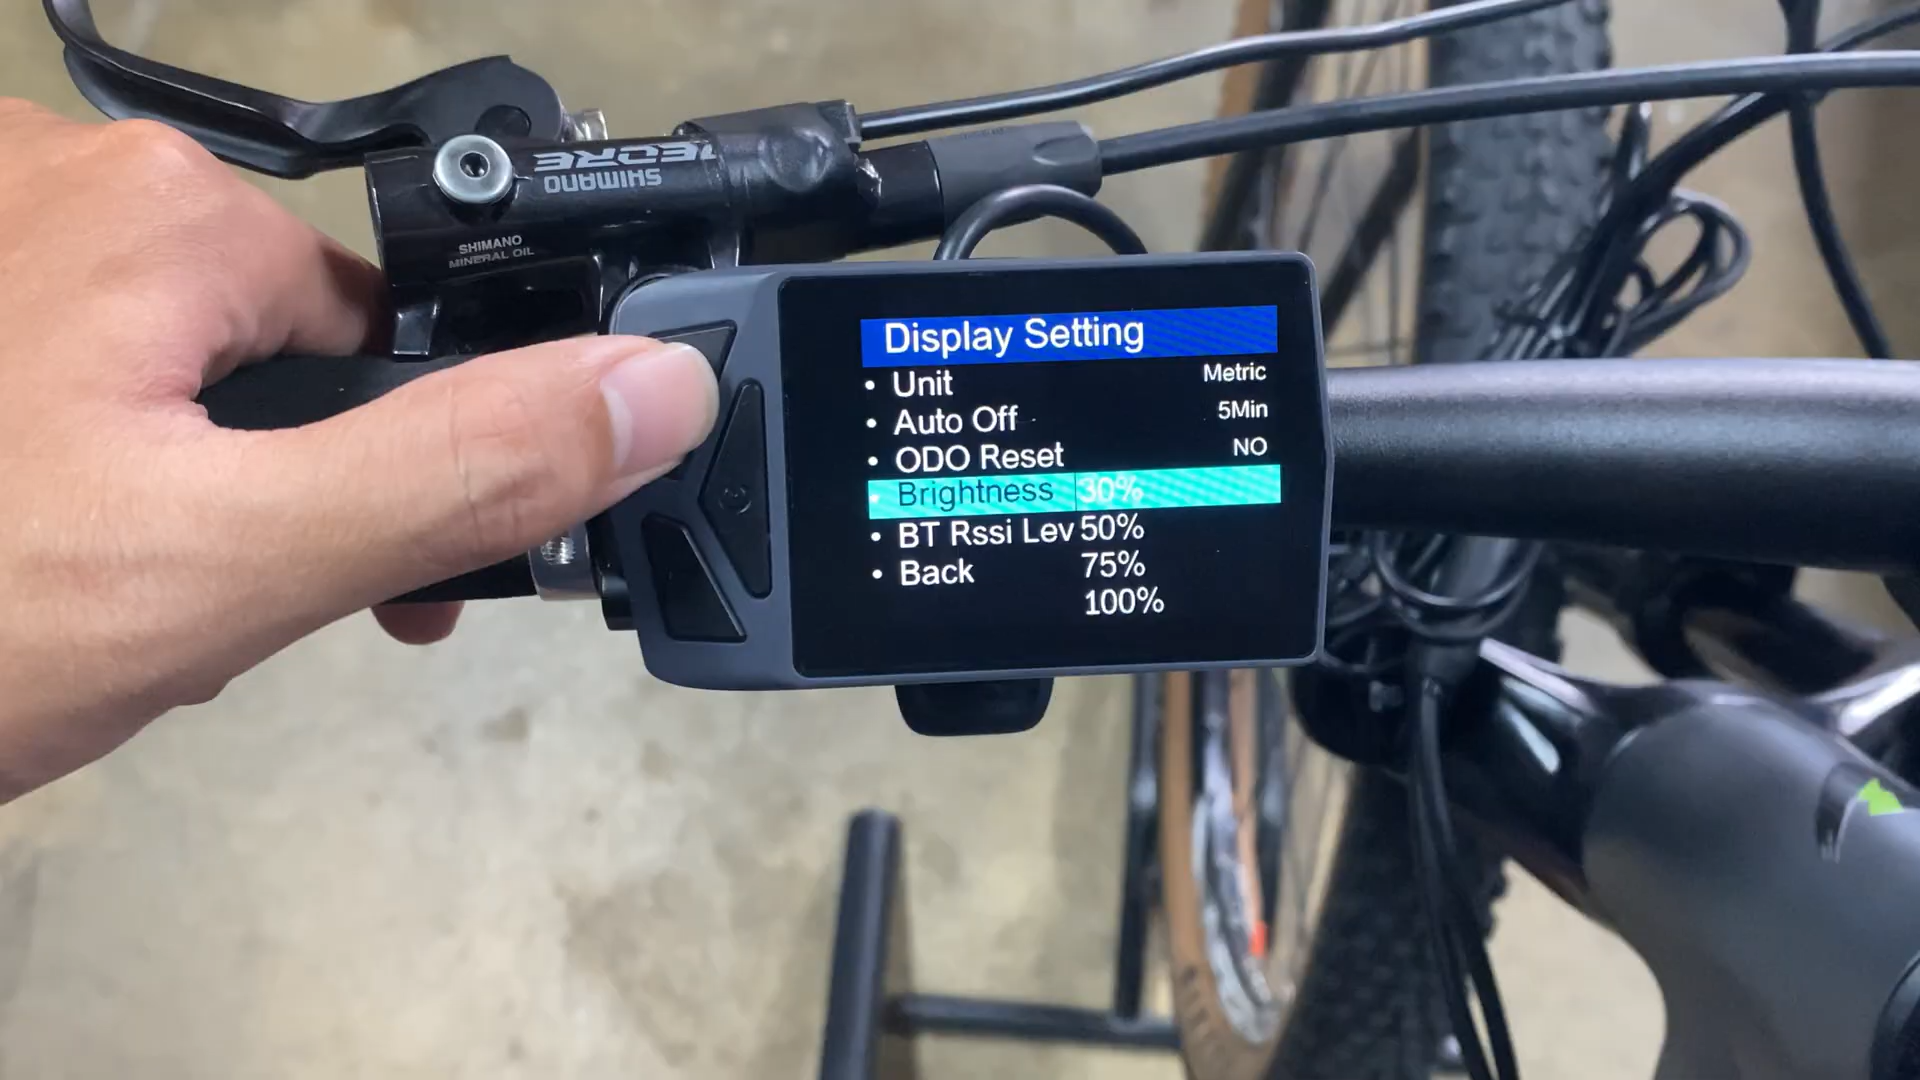 SHIMANO
DEORE
SHIMANO
MINERAL OIL
Display Setting
• Unit Metric
• Auto Off 5Min
• ODO Reset NO
• Brightness 30%
• BT Rssi Lev 50%
• Back 75%
100%